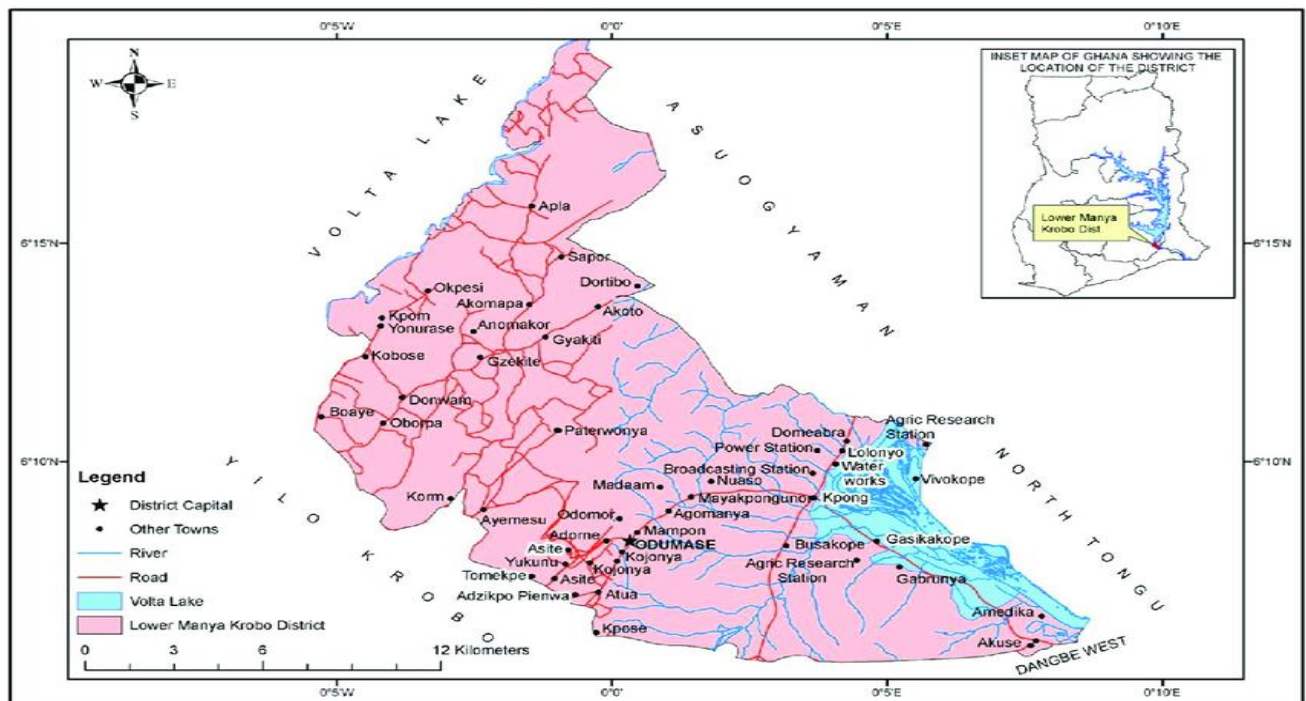 0°5'W
0°0'
0°5'E
0°10'E
N
W
E
S
INSET MAP OF GHANA SHOWING THE
LOCATION OF THE DISTRICT
Lower Manya
Krobo Dist.
VOLTA LAKE
ASUOGYAMAN
6°15'N
6°15'N
Apla
Sapor
Dortibo
Okpesi
Akomapa
Akoto
Kpom
Yonurase
Anomakor
Gyakiti
Kobose
Gzekite
Donwam
Boaye
Oborpa
Paterwonya
Domeabra
Agric Research
Station
Power Station
Lolonyo
6°10'N
6°10'N
Broadcasting Station
Water
works
Nuaso
Vivokope
Madaam
Mayakpongunor
Kpong
Korm
Ayemesu
Odomor
Agomanya
Adorne
Mampon
ODUMASE
Asite
Kojonya
Busakope
Gasikakope
Yukunu
Kojonya
Agric Research
Station
Tomekpe
Asite
Gabrunya
Adzikpo Pienwa
Atua
Amedika
Kpose
Akuse
NORTH TONGU
YILO KROBO
DANGBE WEST
Legend
District Capital
Other Towns
River
Road
Volta Lake
Lower Manya Krobo District
0 3 6 12 Kilometers
0°5'W
0°0'
0°5'E
0°10'E